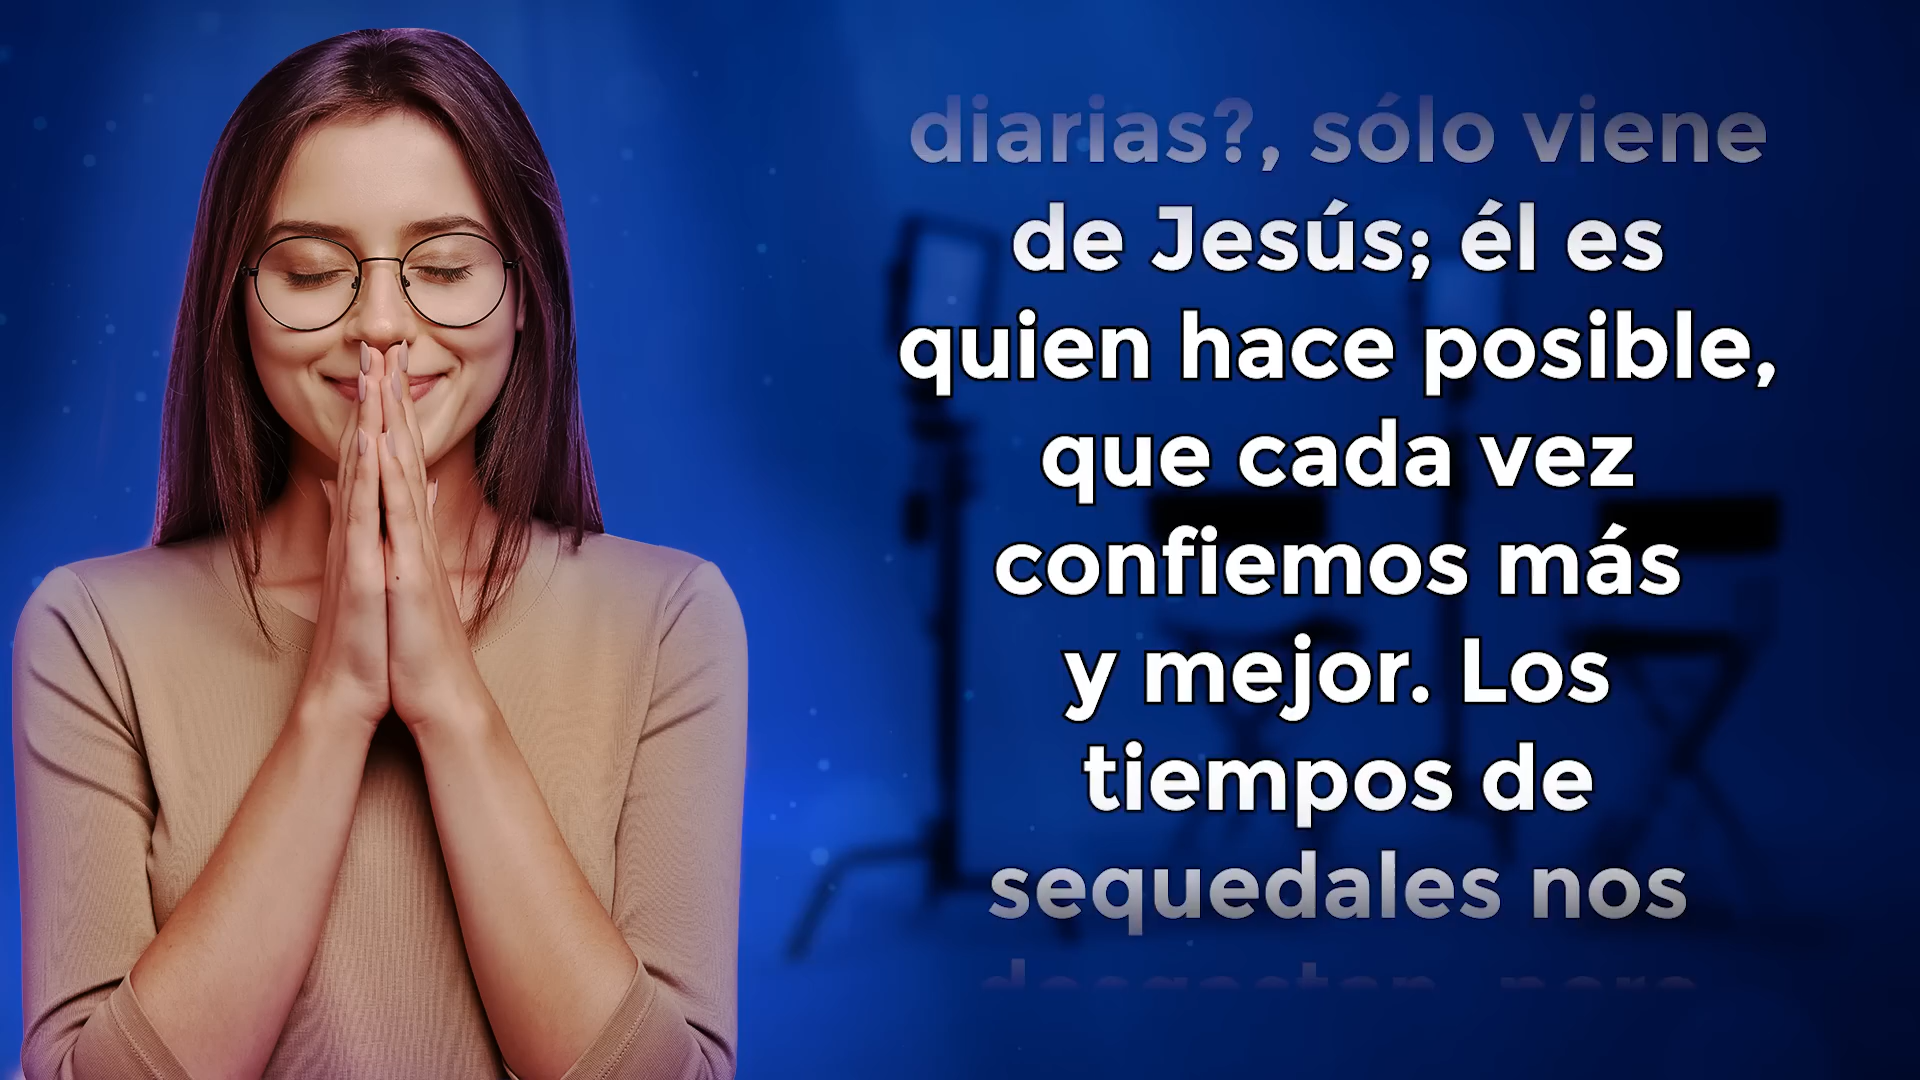 diarias?, sólo viene
de Jesús; él es
quien hace posible,
que cada vez
confiemos más
y mejor. Los
tiempos de
sequedales nos